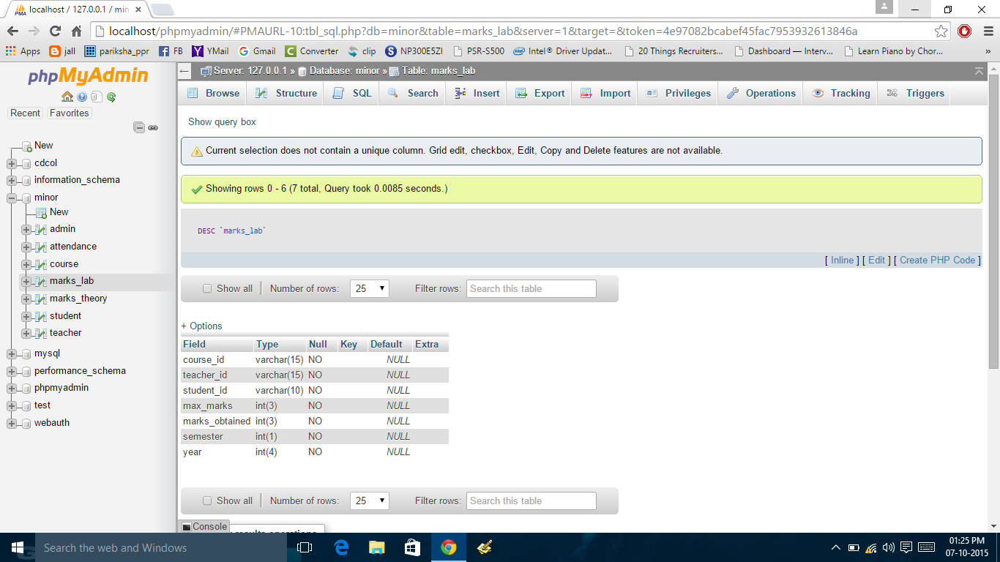 localhost / 127.0.0.1 / min
localhost/phpmyadmin/#PMAURL-10:tbl_sql.php?db=minor&table=marks_lab&server=1&target=&token=4e97082bcabef45fac7953932613846a
Apps jall pariksha_ppr FB YMail Gmail Converter clip NP300E5ZI PSR-S500 Intel® Driver Updat... 20 Things Recruiters... Dashboard — Interv... Learn Piano by Chor... »
phpMyAdmin
Recent Favorites
New
cdcol
information_schema
minor
New
admin
attendance
course
marks_lab
marks_theory
student
teacher
mysql
performance_schema
phpmyadmin
test
webauth
Server: 127.0.0.1 » Database: minor » Table: marks_lab
Browse Structure SQL Search Insert Export Import Privileges Operations Tracking Triggers
Show query box
Current selection does not contain a unique column. Grid edit, checkbox, Edit, Copy and Delete features are not available.
Showing rows 0 - 6 (7 total, Query took 0.0085 seconds.)
DESC `marks_lab`
[ Inline ] [ Edit ] [ Create PHP Code ]
Show all Number of rows: 25 Filter rows: Search this table
+ Options
Field Type Null Key Default Extra
course_id varchar(15) NO NULL
teacher_id varchar(15) NO NULL
student_id varchar(10) NO NULL
max_marks int(3) NO NULL
marks_obtained int(3) NO NULL
semester int(1) NO NULL
year int(4) NO NULL
Show all Number of rows: 25 Filter rows: Search this table
Console results operations
Search the web and Windows
01:25 PM
07-10-2015